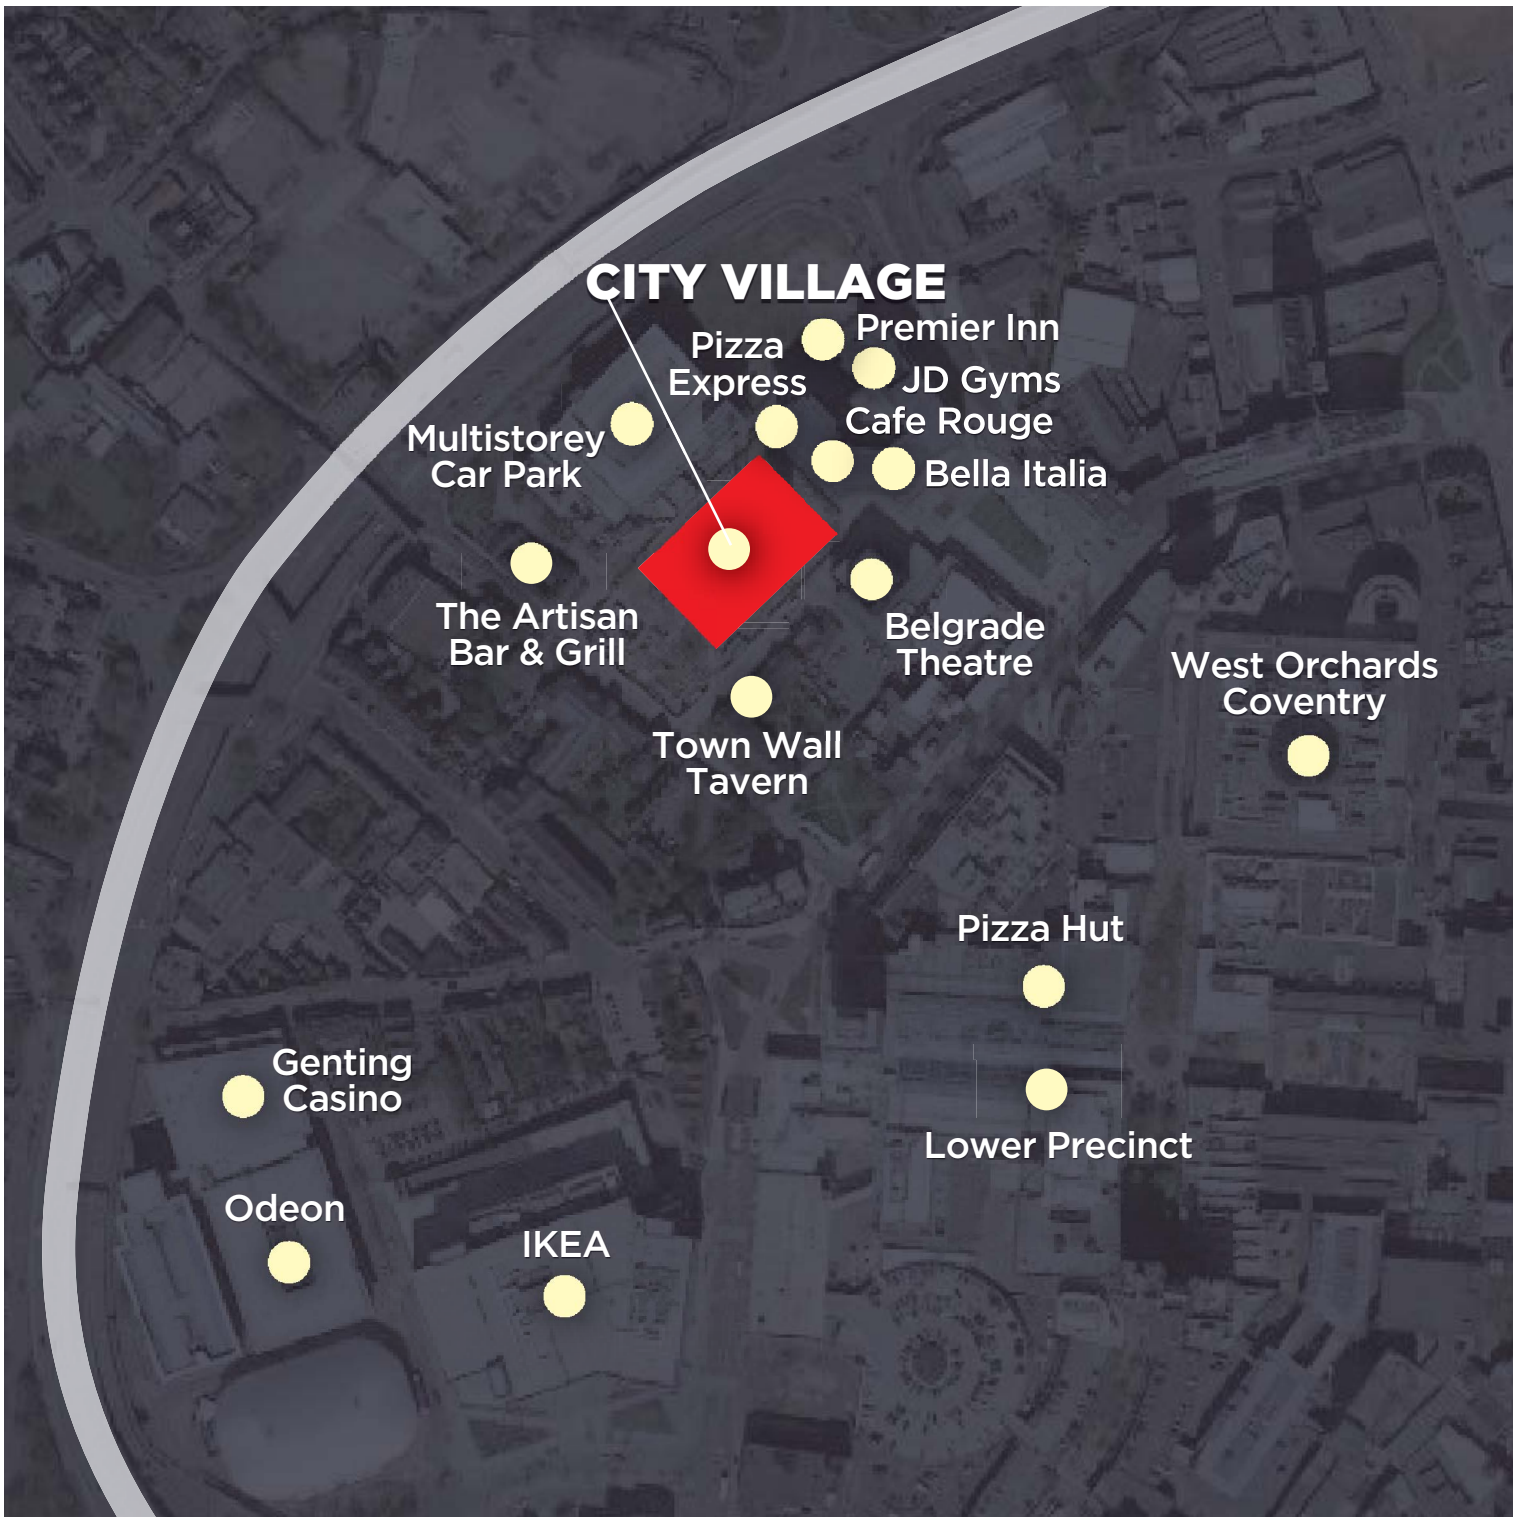 CITY VILLAGE
Premier Inn
Pizza
Express
JD Gyms
Cafe Rouge
Multistorey
Car Park
Bella Italia
The Artisan
Bar & Grill
Belgrade
Theatre
West Orchards
Coventry
Town Wall
Tavern
Pizza Hut
Genting
Casino
Lower Precinct
Odeon
IKEA